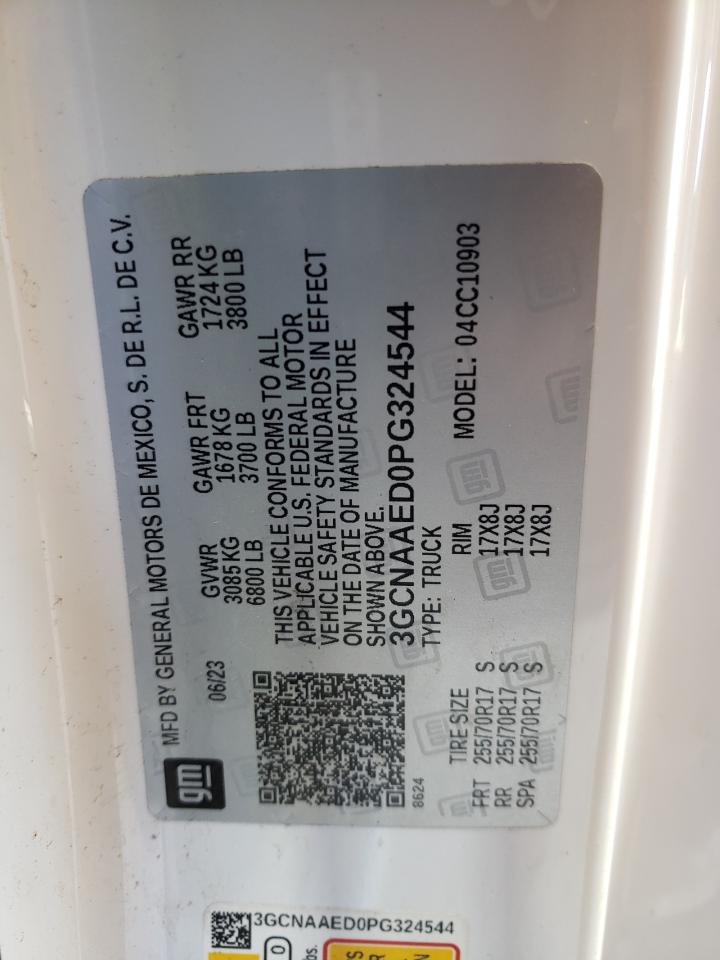 gm MFD BY GENERAL MOTORS DE MEXICO, S. DE R.L. DE C.V.
06/23 GVWR GAWR FRT GAWR RR
3085 KG 1678 KG 1724 KG
6800 LB 3700 LB 3800 LB
THIS VEHICLE CONFORMS TO ALL
APPLICABLE U.S. FEDERAL MOTOR
VEHICLE SAFETY STANDARDS IN EFFECT
ON THE DATE OF MANUFACTURE
SHOWN ABOVE.
3GCNAAED0PG324544
8624 TYPE: TRUCK
TIRE SIZE RIM MODEL: 04CC10903
FRT 255/70R17 S 17X8J
RR 255/70R17 S 17X8J
SPA 255/70R17 S 17X8J
3GCNAAED0PG324544
0
lbs.